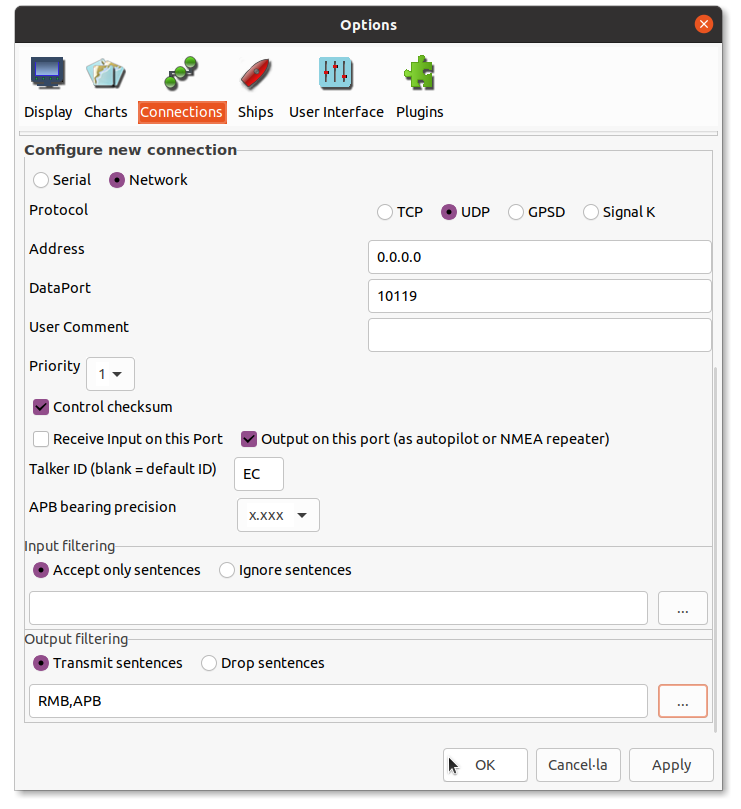 Options
Display Charts Connections Ships User Interface Plugins
Configure new connection
Serial Network
Protocol TCP UDP GPSD Signal K
Address 0.0.0.0
DataPort 10119
User Comment
Priority 1
Control checksum
Receive Input on this Port Output on this port (as autopilot or NMEA repeater)
Talker ID (blank = default ID) EC
APB bearing precision x.xxx
Input filtering
Accept only sentences Ignore sentences
...
Output filtering
Transmit sentences Drop sentences
RMB,APB ...
OK Cancel·la Apply